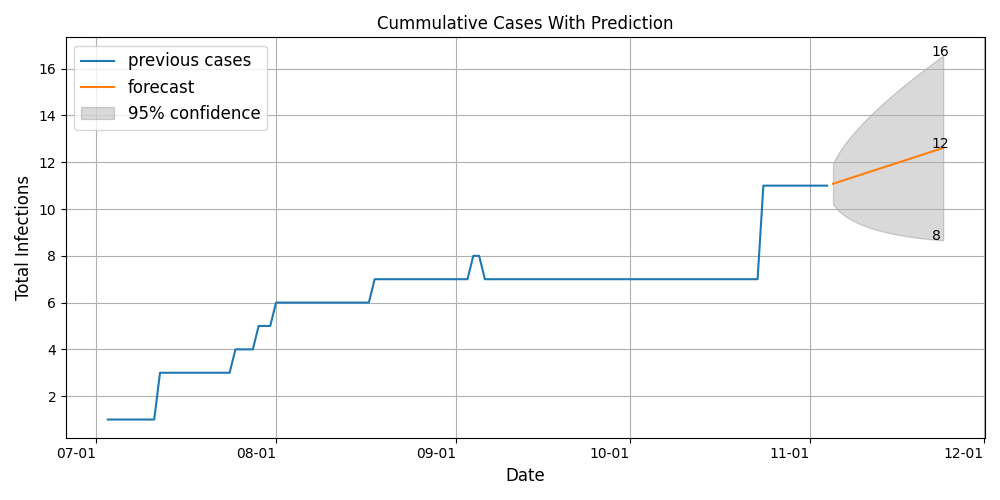 Cummulative Cases With Prediction
previous cases
forecast
95% confidence
16
14
12
10
8
6
4
2
16
12
8
Total Infections
07-01
08-01
09-01
10-01
11-01
12-01
Date